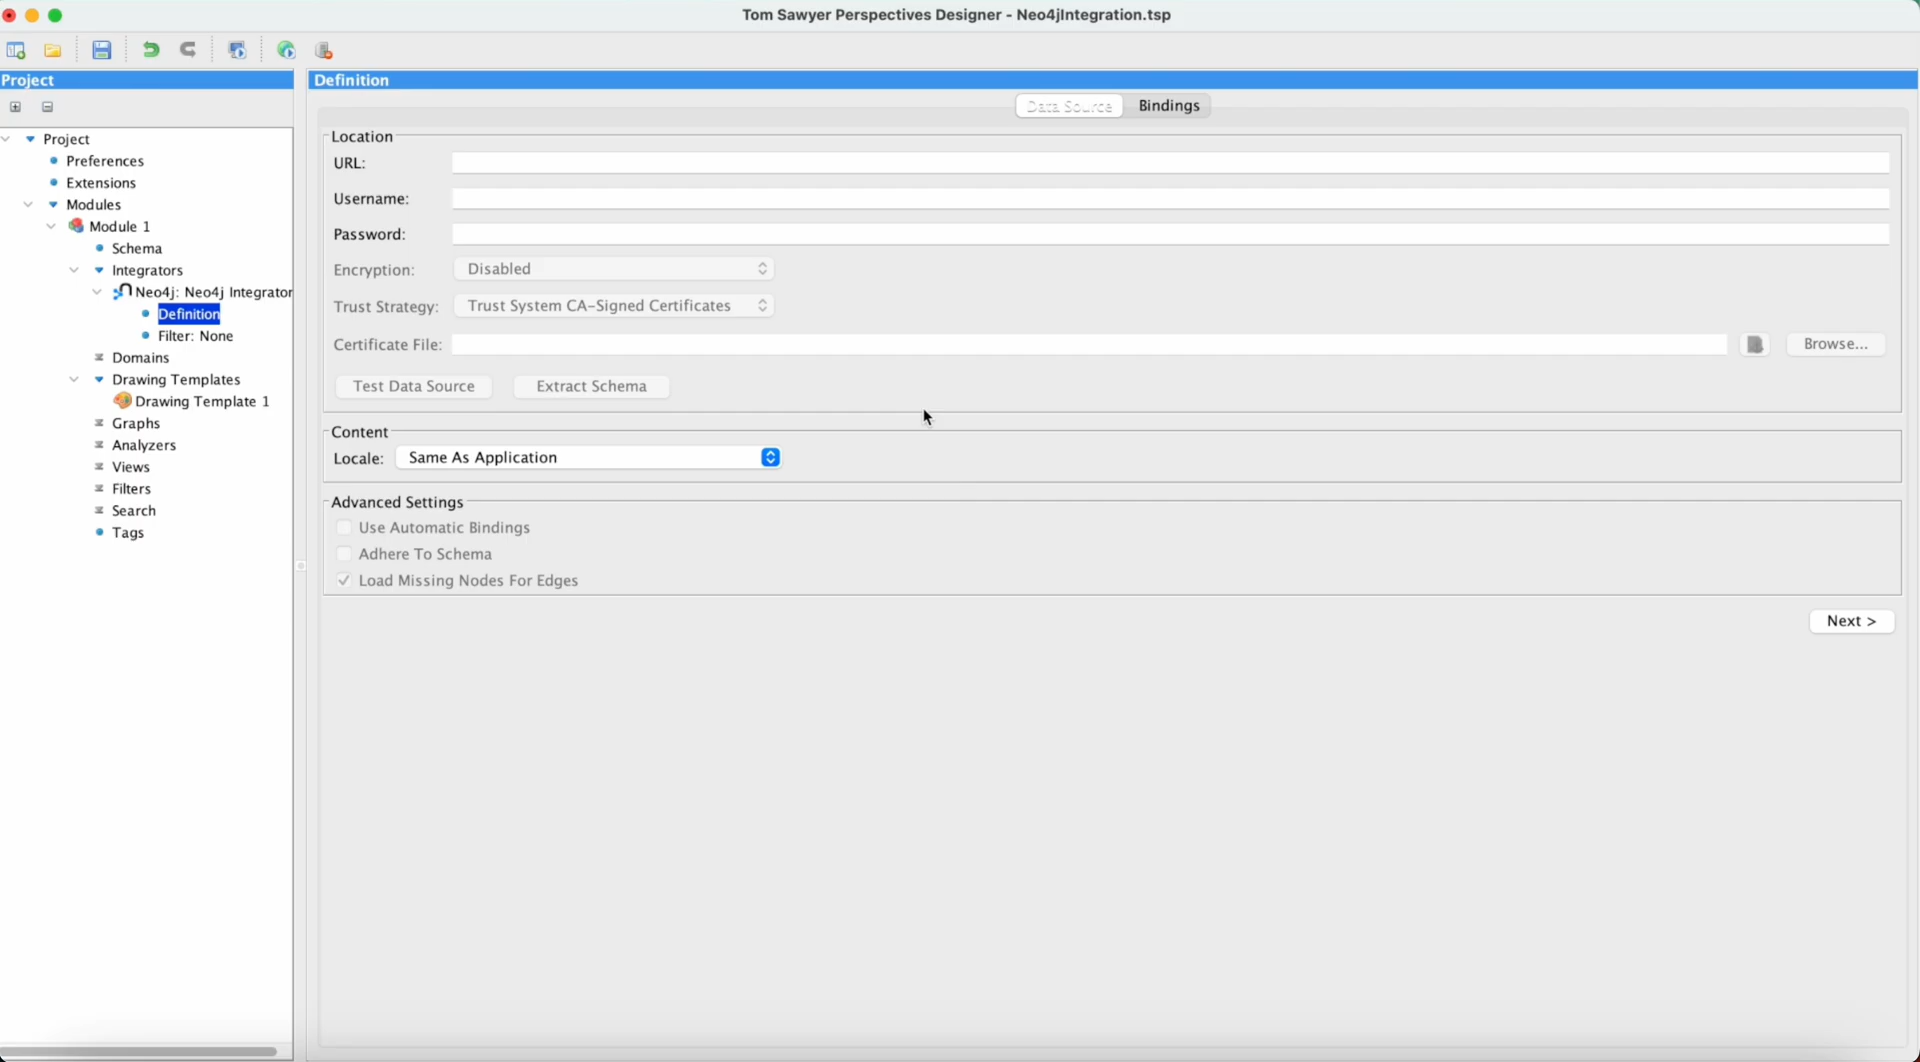 Tom Sawyer Perspectives Designer - Neo4jIntegration.tsp
Project
Project
Preferences
Extensions
Modules
Module 1
Schema
Integrators
Neo4j: Neo4j Integrator
Definition
Filter: None
Domains
Drawing Templates
Drawing Template 1
Graphs
Analyzers
Views
Filters
Search
Tags
Definition
Data Source Bindings
Location
URL:
Username:
Password:
Encryption: Disabled
Trust Strategy: Trust System CA-Signed Certificates
Certificate File: Browse...
Test Data Source Extract Schema
Content
Locale: Same As Application
Advanced Settings
Use Automatic Bindings
Adhere To Schema
Load Missing Nodes For Edges
Next >